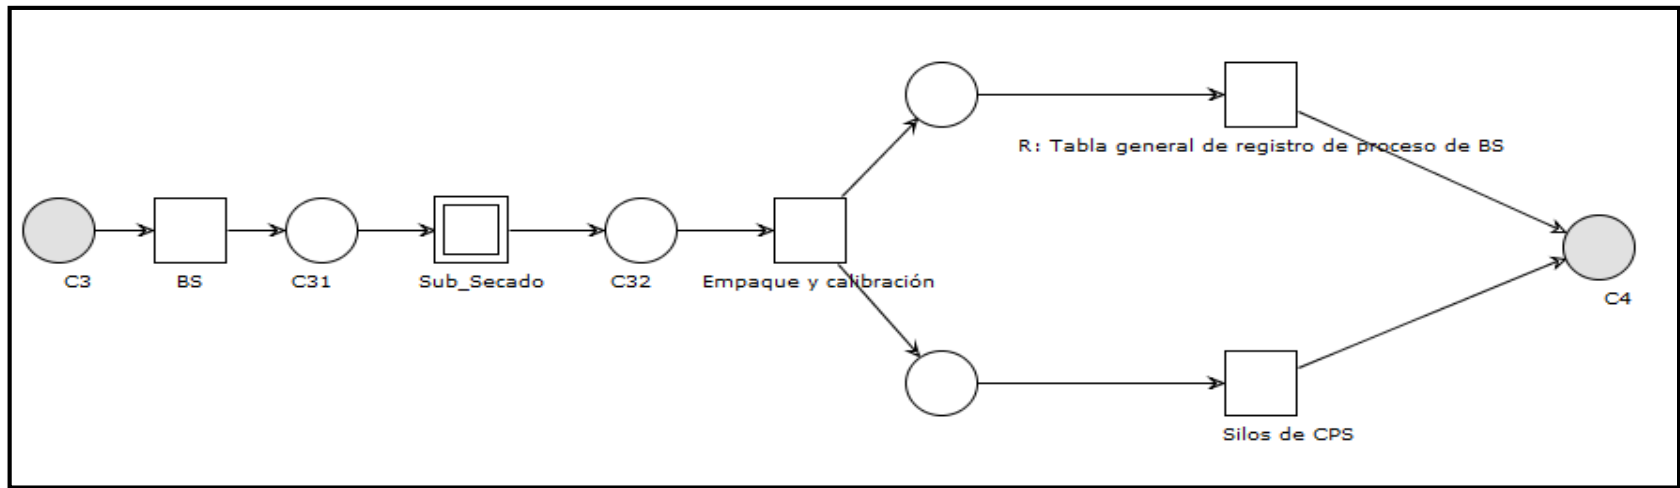 R: Tabla general de registro de proceso de BS
C3
BS
C31
Sub_Secado
C32
Empaque y calibración
C4
Silos de CPS